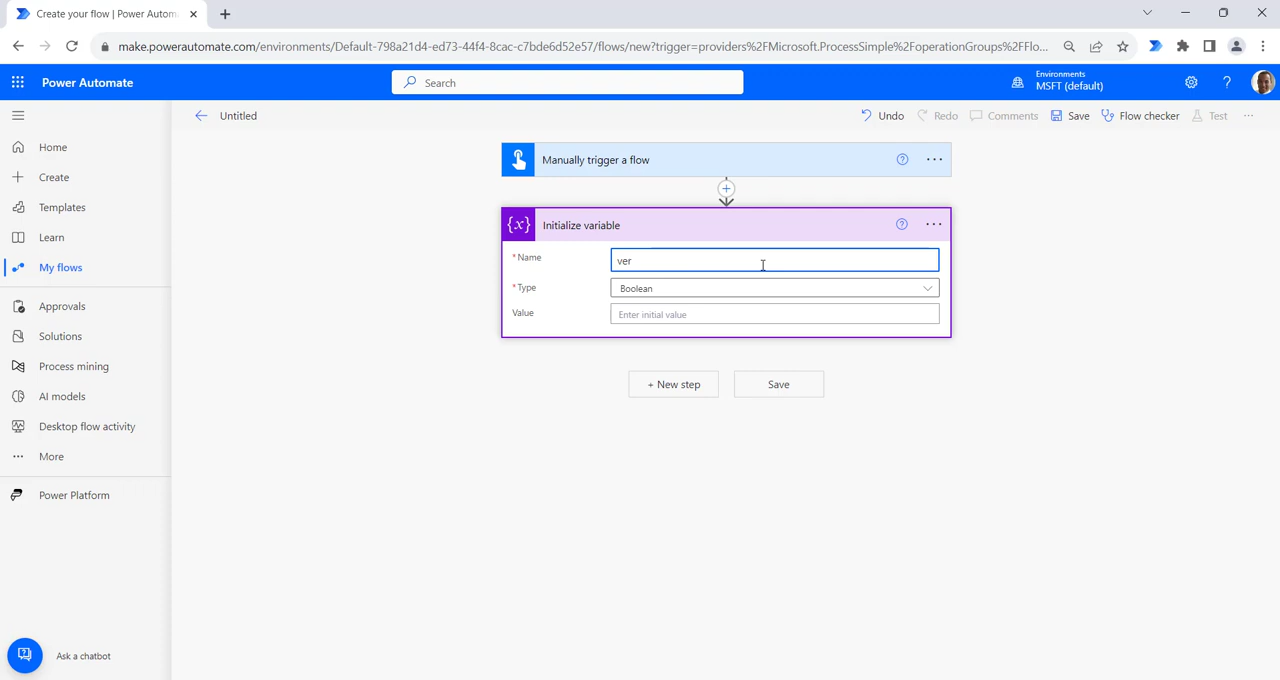 Create your flow | Power Autom
make.powerautomate.com/environments/Default-798a21d4-ed73-44f4-8cac-c7bde6d52e57/flows/new?trigger=providers%2FMicrosoft.ProcessSimple%2FoperationGroups%2FFlo...
Power Automate
Search
Environments
MSFT (default)
Untitled
Undo
Redo
Comments
Save
Flow checker
Test
Home
Create
Templates
Learn
My flows
Approvals
Solutions
Process mining
AI models
Desktop flow activity
More
Power Platform
Ask a chatbot
Manually trigger a flow
{x} Initialize variable
* Name
ver
* Type
Boolean
Value
Enter initial value
+ New step
Save